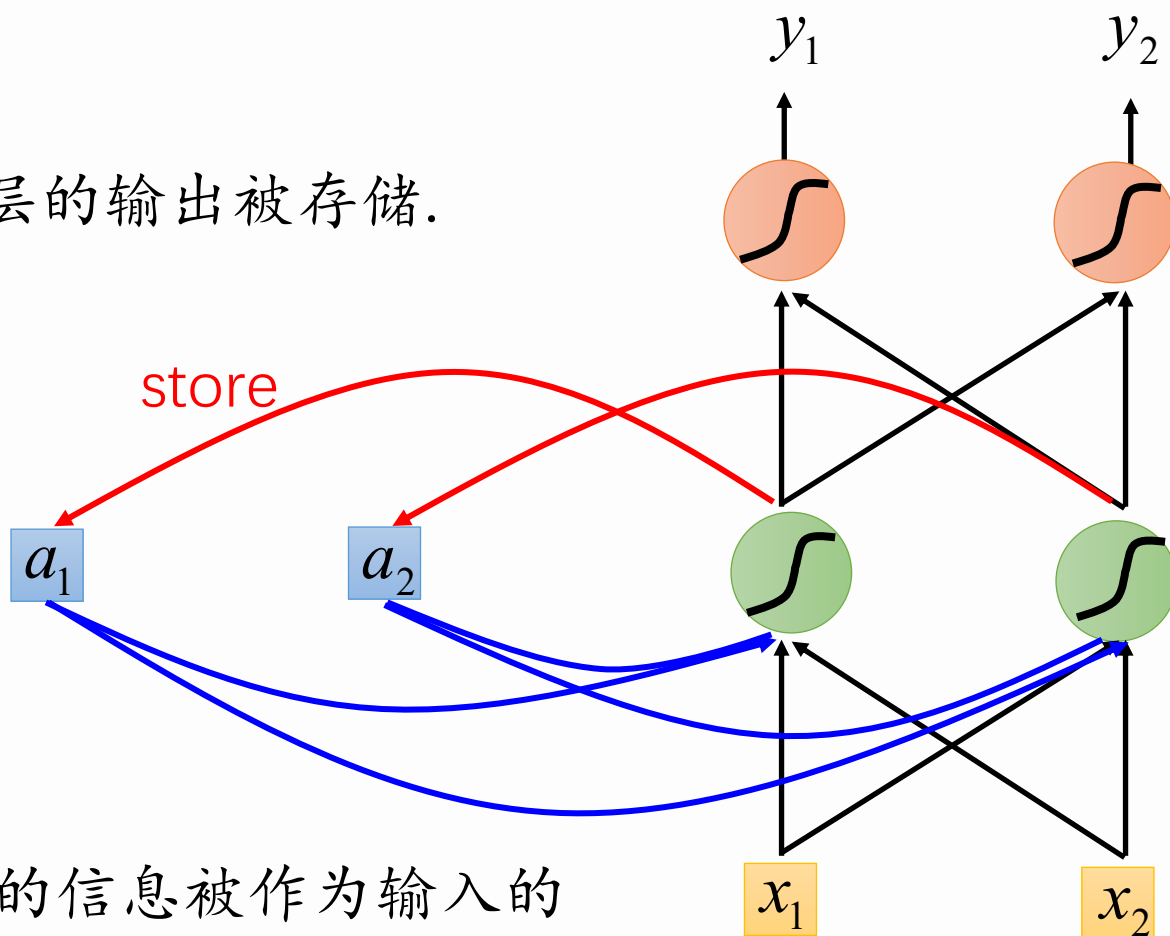 y₁ y₂
层的输出被存储.
store
a₁ a₂
的信息被作为输入的
x₁ x₂